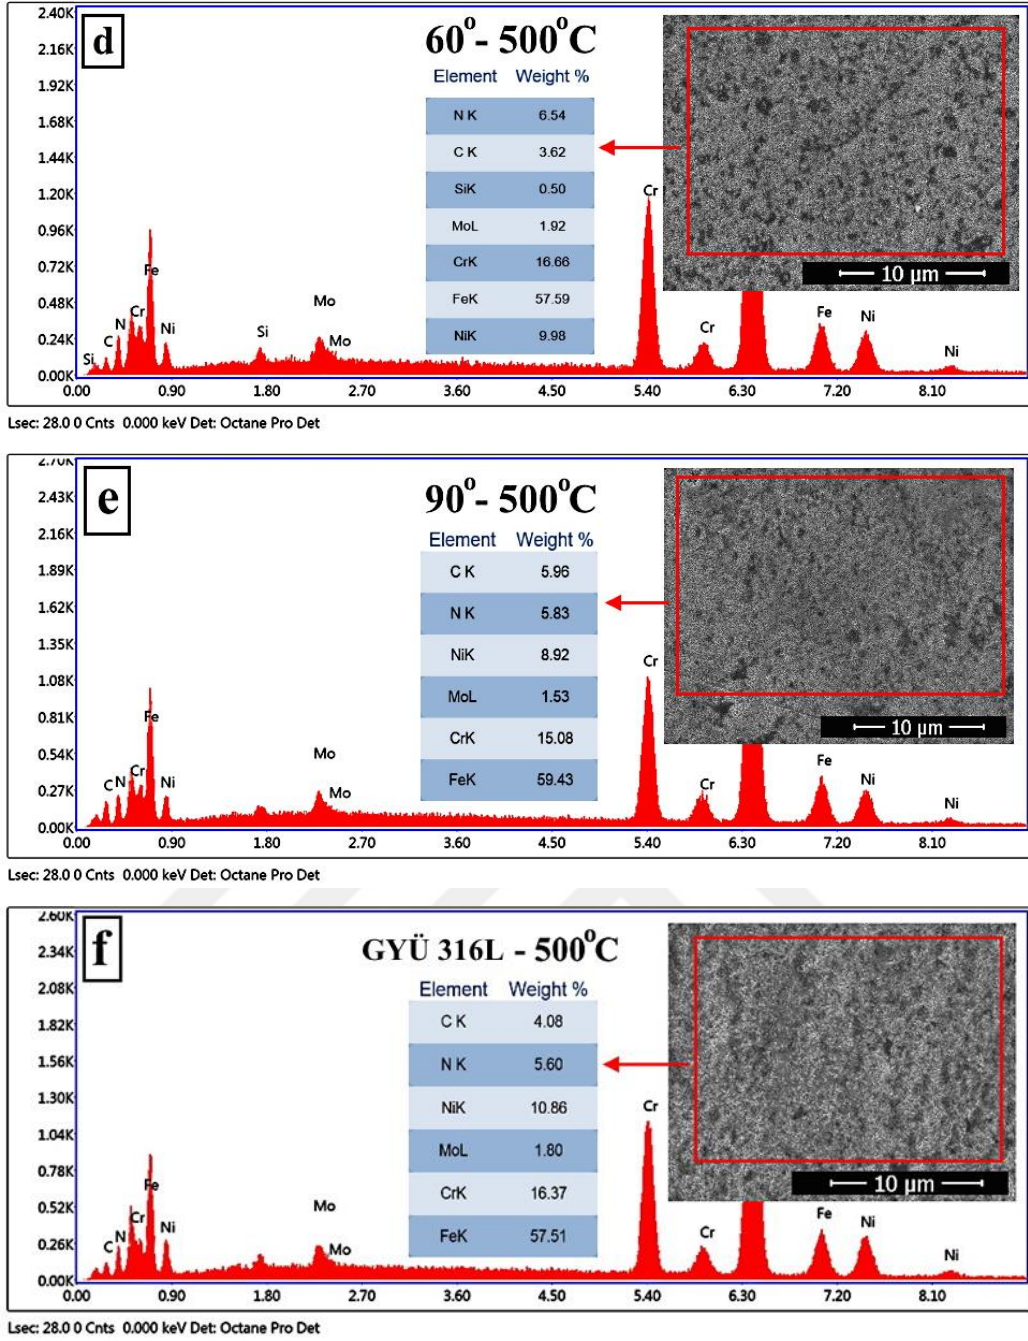 d
60°- 500°C
Element Weight %
N K 6.54
C K 3.62
SiK 0.50
MoL 1.92
CrK 16.66
FeK 57.59
NiK 9.98
10 µm
2.40K
2.16K
1.92K
1.68K
1.44K
1.20K
0.96K
0.72K
0.48K
0.24K
0.00K
Si C N Cr Fe Ni Si Mo Mo Cr Cr Fe Ni Ni
0.00 0.90 1.80 2.70 3.60 4.50 5.40 6.30 7.20 8.10
Lsec: 28.0 0 Cnts 0.000 keV Det: Octane Pro Det
e
90°- 500°C
Element Weight %
C K 5.96
N K 5.83
NiK 8.92
MoL 1.53
CrK 15.08
FeK 59.43
10 µm
2.70K
2.43K
2.16K
1.89K
1.62K
1.35K
1.08K
0.81K
0.54K
0.27K
0.00K
C N Cr Fe Ni Mo Mo Cr Cr Fe Ni Ni
0.00 0.90 1.80 2.70 3.60 4.50 5.40 6.30 7.20 8.10
Lsec: 28.0 0 Cnts 0.000 keV Det: Octane Pro Det
f
GYÜ 316L - 500°C
Element Weight %
C K 4.08
N K 5.60
NiK 10.86
MoL 1.80
CrK 16.37
FeK 57.51
10 µm
2.60K
2.34K
2.08K
1.82K
1.56K
1.30K
1.04K
0.78K
0.52K
0.26K
0.00K
C N Cr Fe Ni Mo Mo Cr Cr Fe Ni Ni
0.00 0.90 1.80 2.70 3.60 4.50 5.40 6.30 7.20 8.10
Lsec: 28.0 0 Cnts 0.000 keV Det: Octane Pro Det